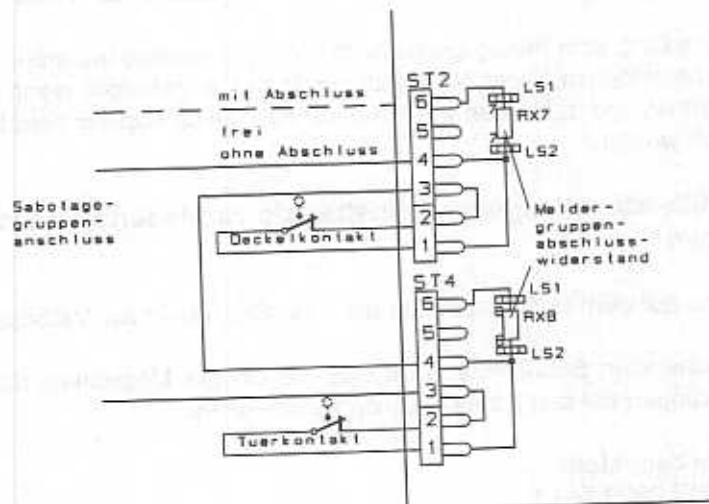 ST2
mit Abschluss
frei
ohne Abschluss
6
5
4
3
2
1
LS1
RX7
LS2
Sabotage-
gruppen-
anschluss
Deckelkontakt
Melder-
gruppen-
abschluss-
widerstand
ST4
6
5
4
3
2
1
LS1
RX8
LS2
Tuerkontakt